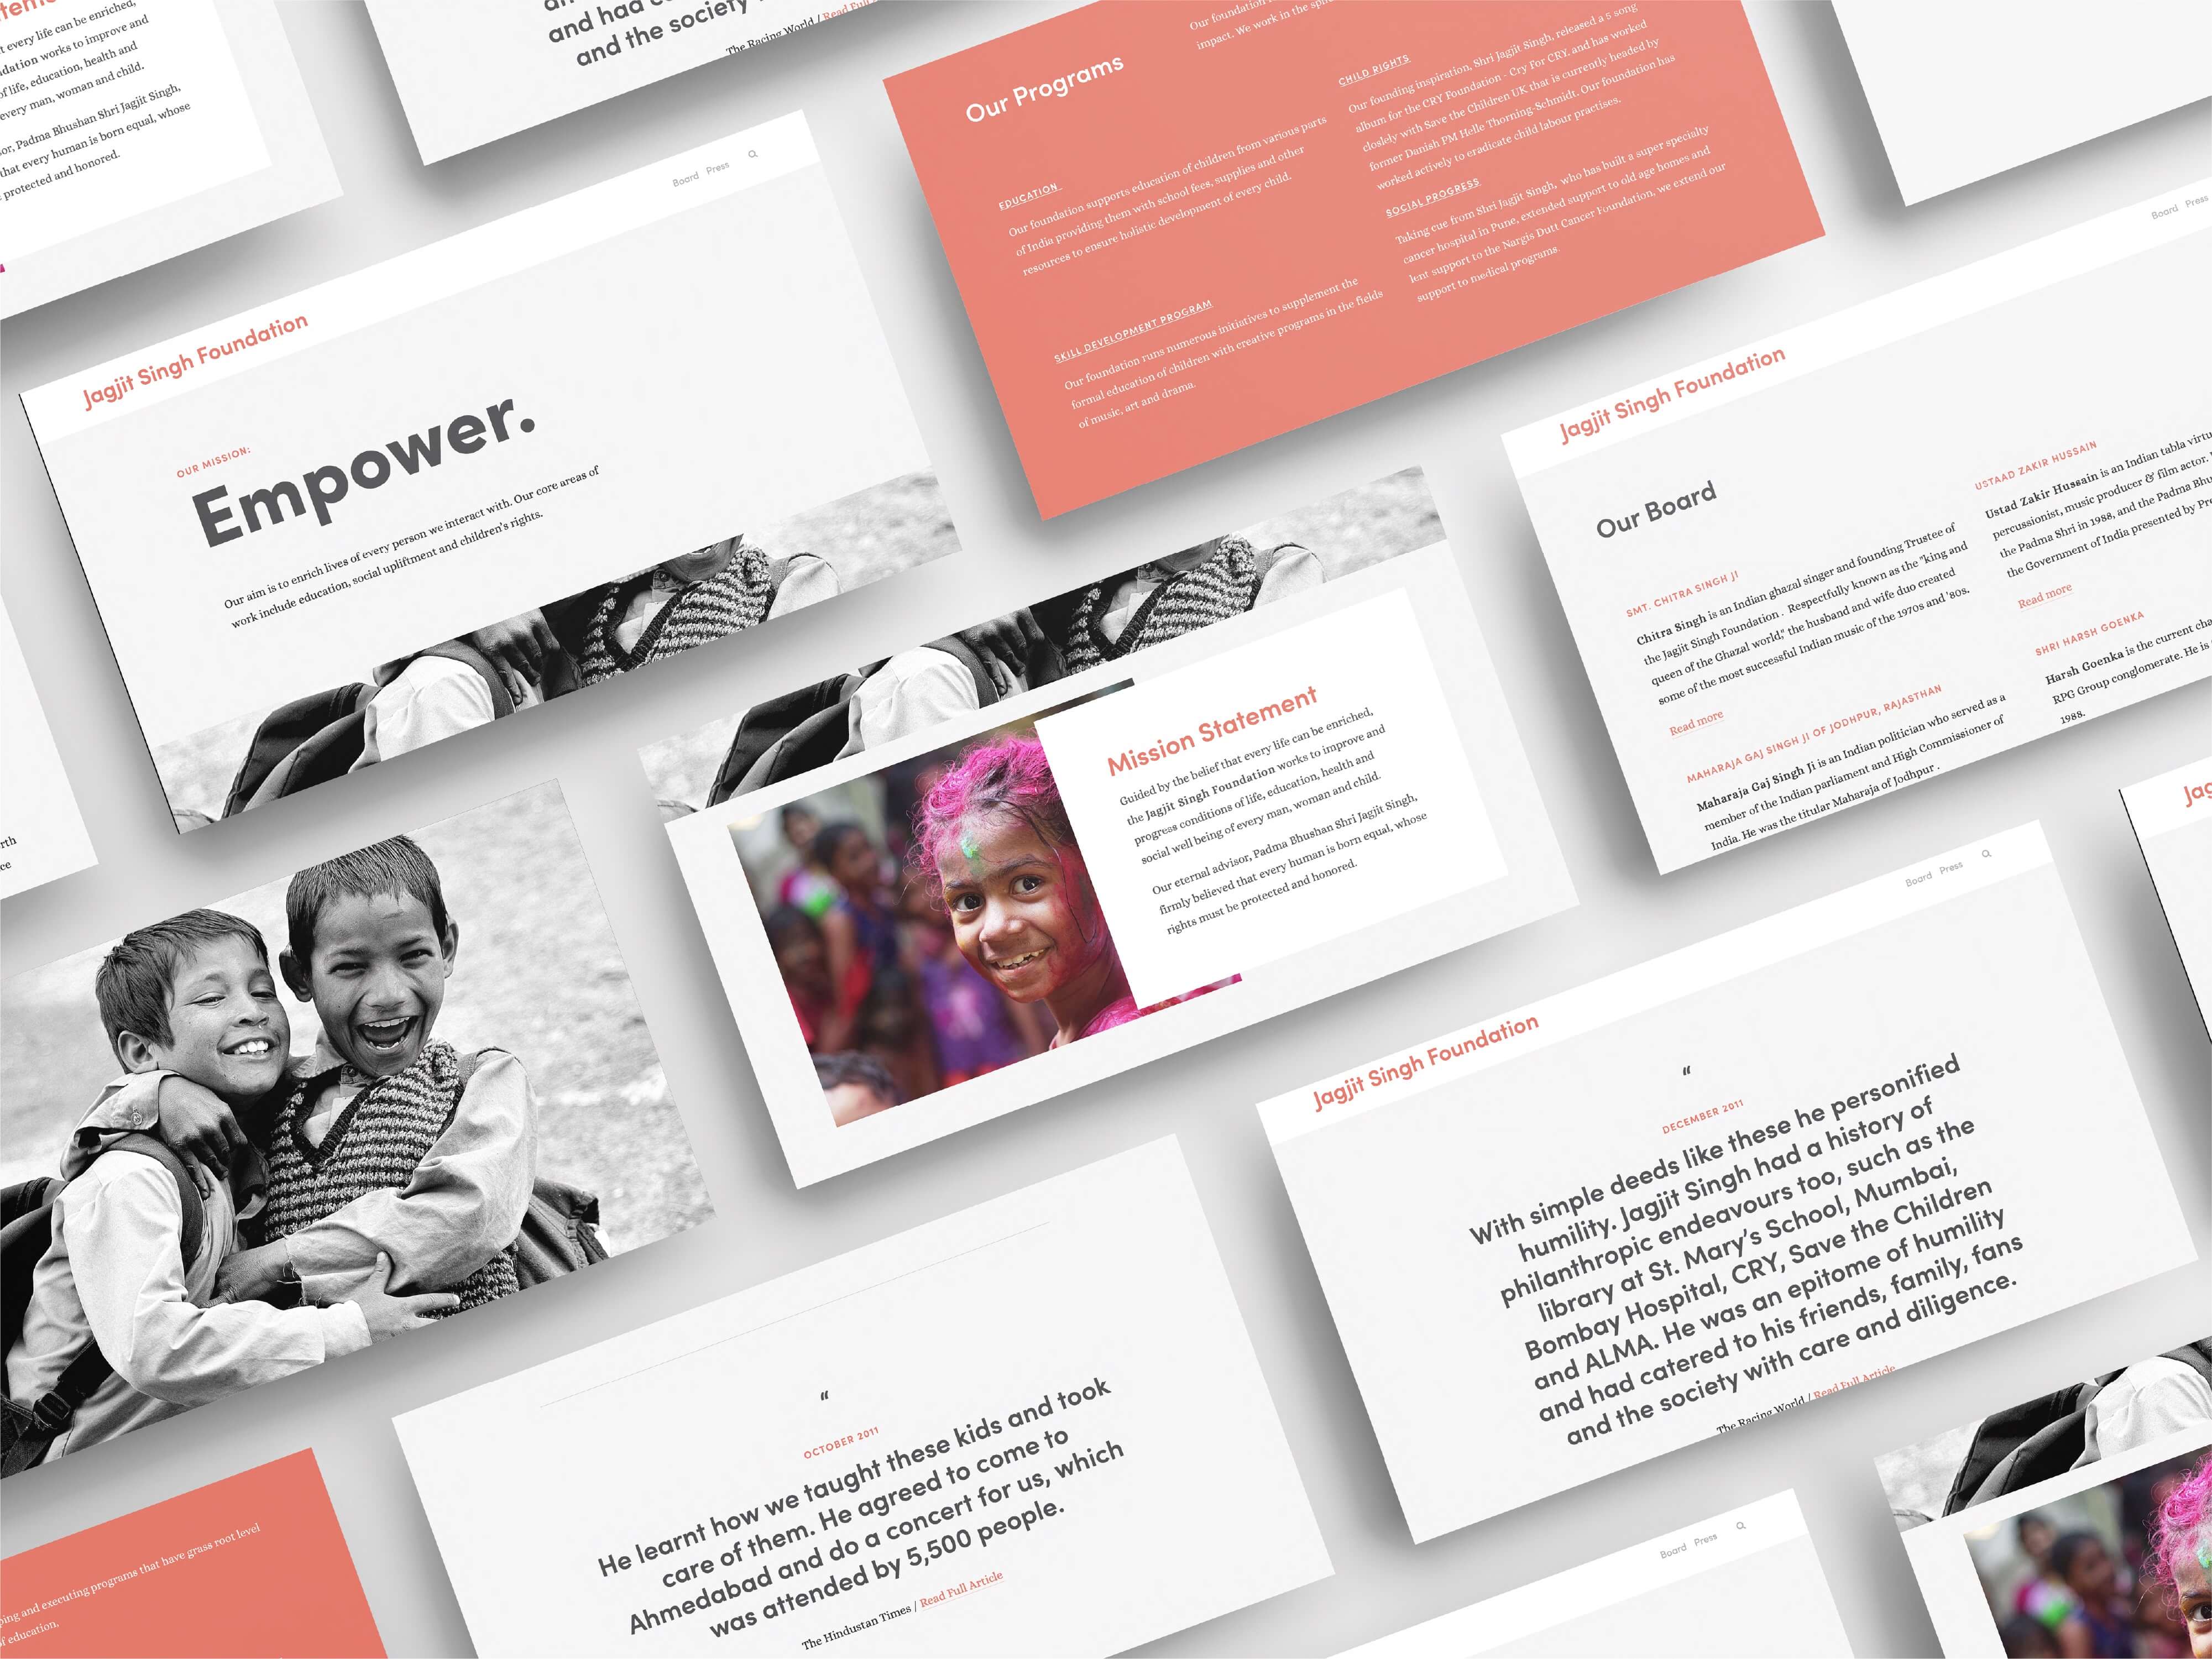 every life can be enriched,
works to improve and
of life, education, health and
every man, woman and child.
Padma Bhushan Shri Jagjit Singh,
that every human is born equal, whose
protected and honored.
and had
and the society
The Racing World / Read Full
Our foundation
impact. We work in the
Our Programs
EDUCATION
Our foundation supports education of children from various parts
of India providing them with school fees, supplies and other
resources to ensure holistic development of every child.
SKILL DEVELOPMENT PROGRAM
Our foundation runs numerous initiatives to supplement the
formal education of children with creative programs in the fields
of music, art and drama.
CHILD RIGHTS
Our founding inspiration, Shri Jagjit Singh, released a 5 song
album for the CRY Foundation - Cry For CRY, and has worked
closlely with Save the Children UK that is currently headed by
former Danish PM Helle Thorning-Schmidt. Our foundation has
worked actively to eradicate child labour practises.
SOCIAL PROGRESS
Taking cue from Shri Jagjit Singh, who has built a super specialty
cancer hospital in Pune, extended support to old age homes and
lent support to the Nargis Dutt Cancer Foundation, we extend our
support to medical programs.
Board Press
Jagjit Singh Foundation
OUR MISSION:
Empower.
Our aim is to enrich lives of every person we interact with. Our core areas of
work include education, social upliftment and children's rights.
Board Press
Jagjit Singh Foundation
Our Board
SMT. CHITRA SINGH JI
Chitra Singh is an Indian ghazal singer and founding Trustee of
the Jagjit Singh Foundation . Respectfully known as the "king and
queen of the Ghazal world," the husband and wife duo created
some of the most successful Indian music of the 1970s and '80s.
Read more
MAHARAJA GAJ SINGH JI OF JODHPUR, RAJASTHAN
Maharaja Gaj Singh Ji is an Indian politician who served as a
member of the Indian parliament and High Commissioner of
India. He was the titular Maharaja of Jodhpur .
USTAAD ZAKIR HUSSAIN
Ustad Zakir Hussain is an Indian tabla
percussionist, music producer & film actor.
the Padma Shri in 1988, and the Padma
the Government of India presented by
Read more
SHRI HARSH GOENKA
Harsh Goenka is the current
RPG Group conglomerate. He is
1988.
Mission Statement
Guided by the belief that every life can be enriched,
the Jagjit Singh Foundation works to improve and
progress conditions of life, education, health and
social well being of every man, woman and child.
Our eternal advisor, Padma Bhushan Shri Jagjit Singh,
firmly believed that every human is born equal, whose
rights must be protected and honored.
Board Press
Jagjit Singh Foundation
“
DECEMBER 2011
With simple deeds like these he personified
humility. Jagjit Singh had a history of
philanthropic endeavours too, such as the
library at St. Mary's School, Mumbai,
Bombay Hospital, CRY, Save the Children
and ALMA. He was an epitome of humility
and had catered to his friends, family, fans
and the society with care and diligence.
The Racing World / Read Full Article
“
OCTOBER 2011
He learnt how we taught these kids and took
care of them. He agreed to come to
Ahmedabad and do a concert for us, which
was attended by 5,500 people.
The Hindustan Times / Read Full Article
and executing programs that have grass root level
of education,
Board Press